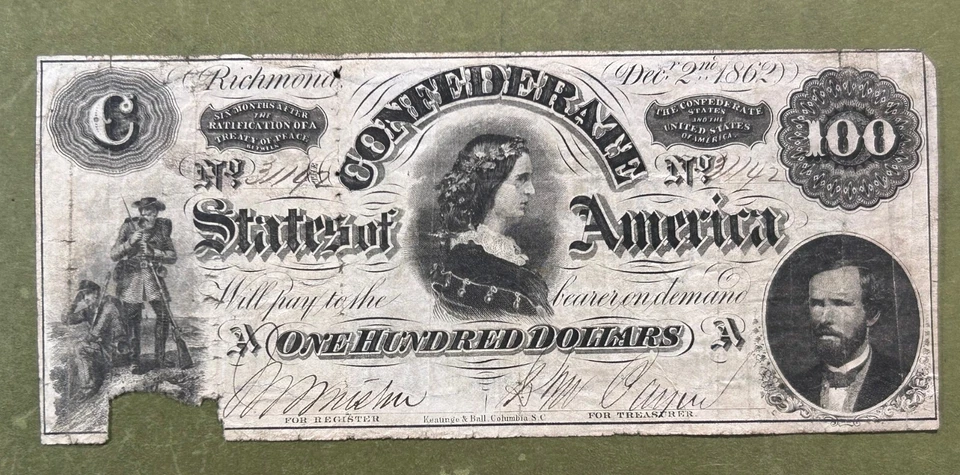 Richmond, Decr. 2nd. 1862
C
SIX MONTHS AFTER
THE
RATIFICATION OF A
TREATY OF PEACE
BETWEEN
CONFEDERATE
THE CONFEDERATE
STATES
AND THE
UNITED STATES
OF AMERICA
100
No No
States of America
Will pay to the bearer on demand
A ONE HUNDRED DOLLARS A
FOR REGISTER Keatinge & Ball, Columbia S.C. FOR TREASURER.